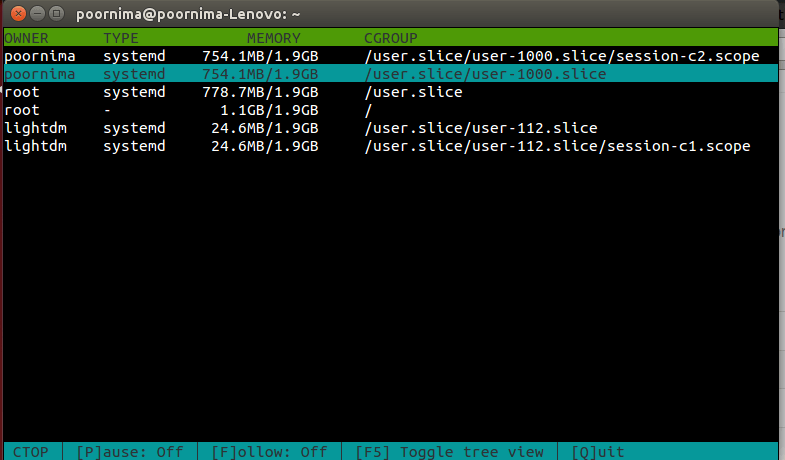 poornima@poornima-Lenovo: ~
OWNER TYPE MEMORY CGROUP
poornima systemd 754.1MB/1.9GB /user.slice/user-1000.slice/session-c2.scope
poornima systemd 754.1MB/1.9GB /user.slice/user-1000.slice
root systemd 778.7MB/1.9GB /user.slice
root - 1.1GB/1.9GB /
lightdm systemd 24.6MB/1.9GB /user.slice/user-112.slice
lightdm systemd 24.6MB/1.9GB /user.slice/user-112.slice/session-c1.scope
CTOP | [P]ause: Off | [F]ollow: Off | [F5] Toggle tree view | [Q]uit